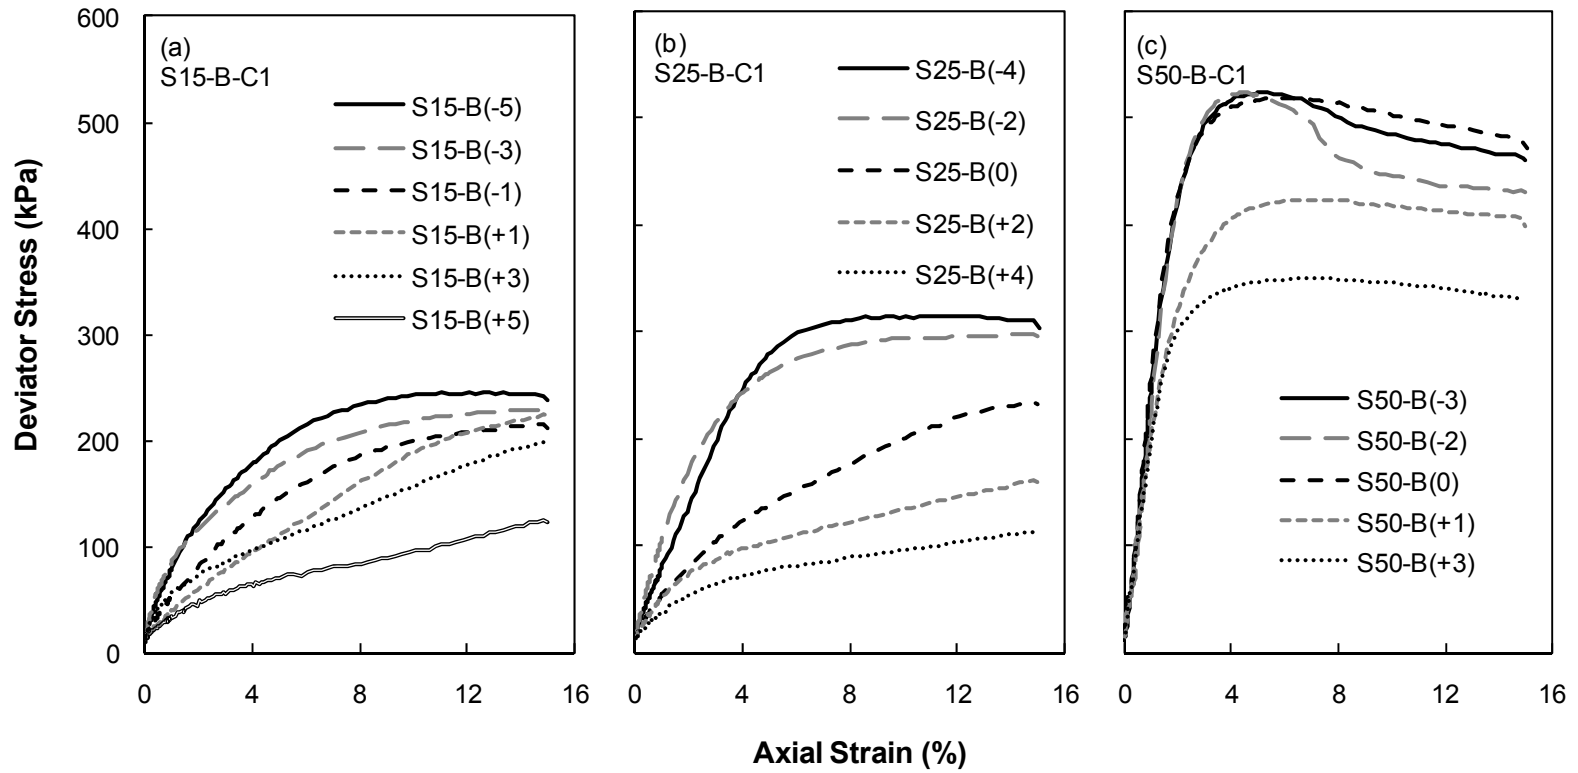 Deviator Stress (kPa)
600
500
400
300
200
100
0
(a)
S15-B-C1
S15-B(-5)
S15-B(-3)
S15-B(-1)
S15-B(+1)
S15-B(+3)
S15-B(+5)
0 4 8 12 16
(b)
S25-B-C1
S25-B(-4)
S25-B(-2)
S25-B(0)
S25-B(+2)
S25-B(+4)
0 4 8 12 16
(c)
S50-B-C1
S50-B(-3)
S50-B(-2)
S50-B(0)
S50-B(+1)
S50-B(+3)
0 4 8 12 16
Axial Strain (%)